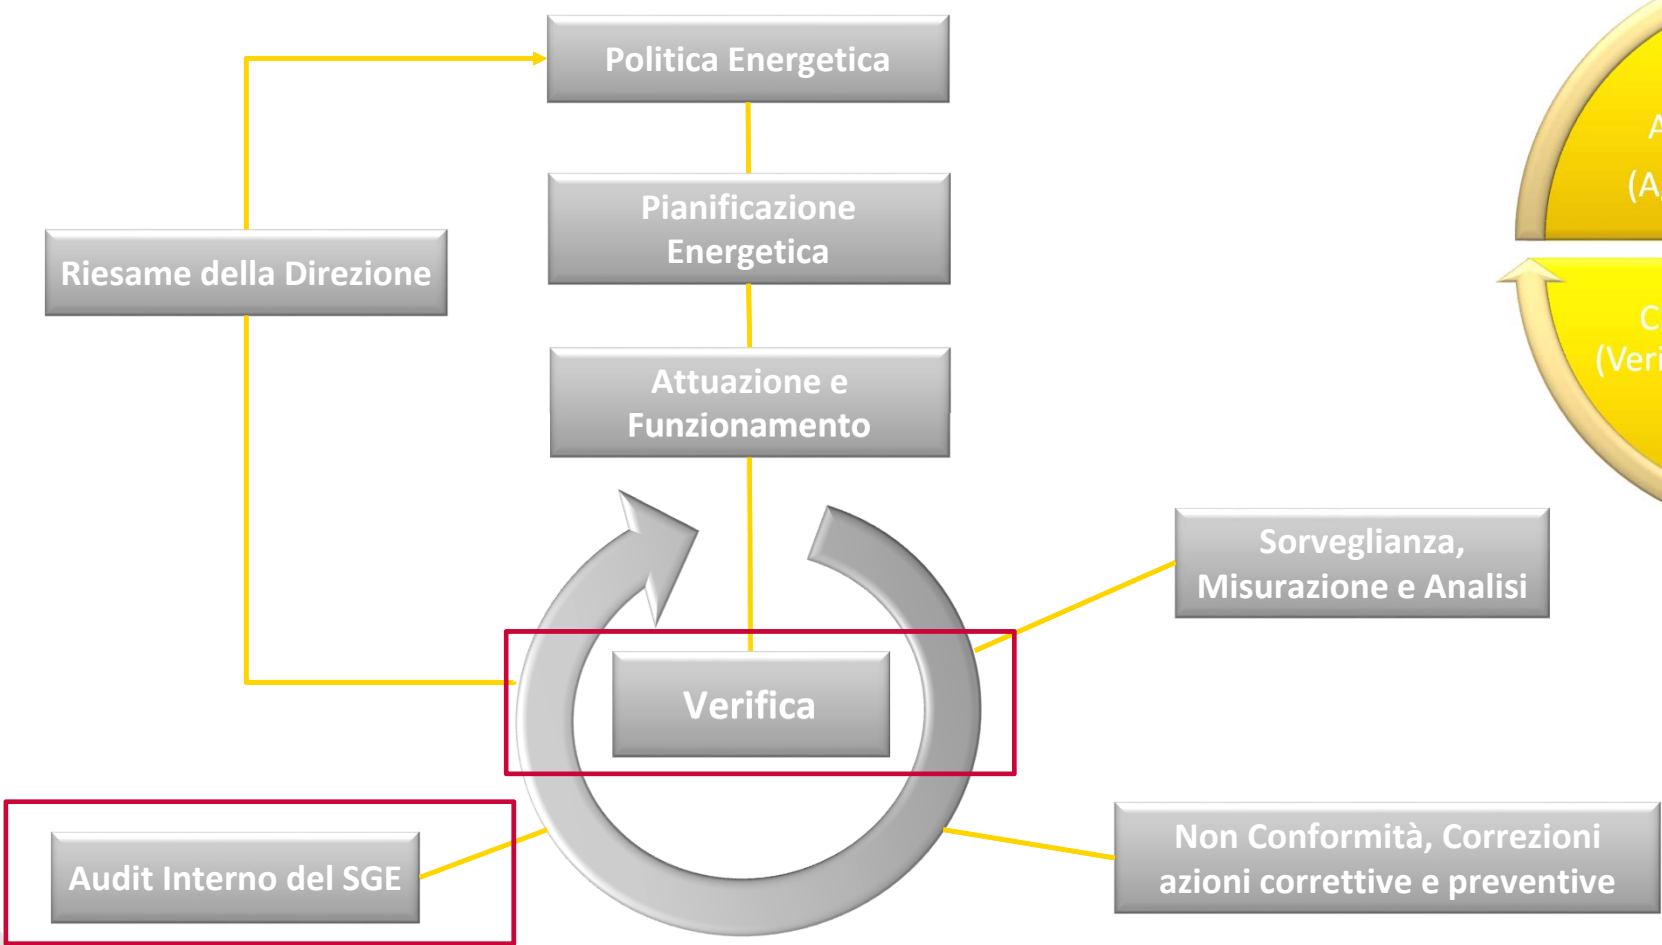 Politica Energetica
Pianificazione
Energetica
Riesame della Direzione
Attuazione e
Funzionamento
Sorveglianza,
Misurazione e Analisi
Verifica
Audit Interno del SGE
Non Conformità, Correzioni
azioni correttive e preventive